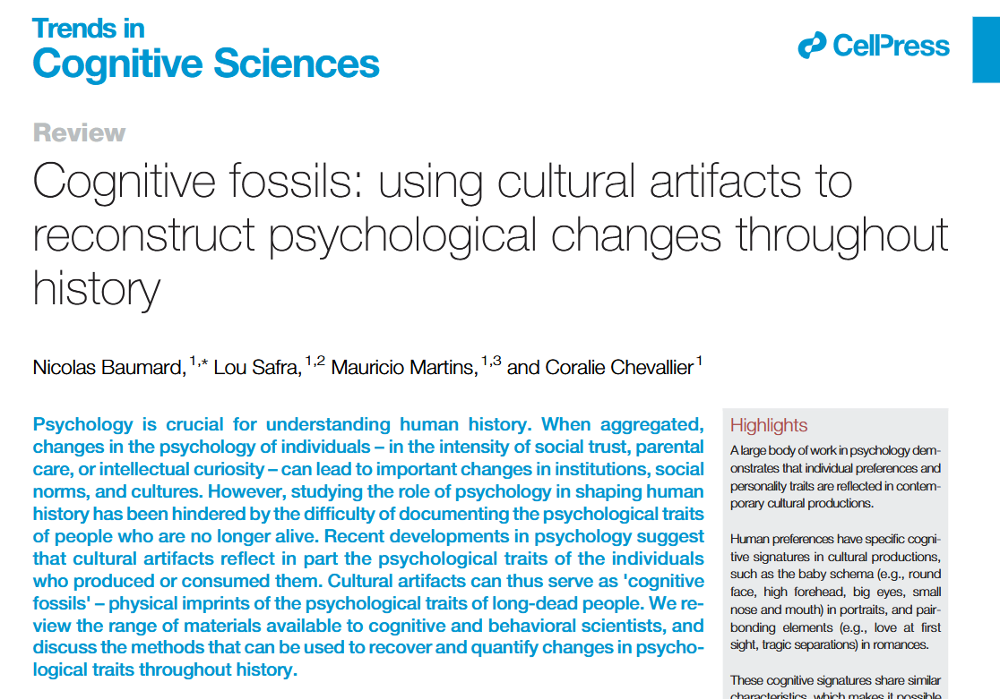 Trends in
Cognitive Sciences
CellPress
Review
Cognitive fossils: using cultural artifacts to
reconstruct psychological changes throughout
history
Nicolas Baumard,1,* Lou Safra,1,2 Mauricio Martins,1,3 and Coralie Chevallier1
Psychology is crucial for understanding human history. When aggregated,
changes in the psychology of individuals – in the intensity of social trust, parental
care, or intellectual curiosity – can lead to important changes in institutions, social
norms, and cultures. However, studying the role of psychology in shaping human
history has been hindered by the difficulty of documenting the psychological traits
of people who are no longer alive. Recent developments in psychology suggest
that cultural artifacts reflect in part the psychological traits of the individuals
who produced or consumed them. Cultural artifacts can thus serve as 'cognitive
fossils' – physical imprints of the psychological traits of long-dead people. We re-
view the range of materials available to cognitive and behavioral scientists, and
discuss the methods that can be used to recover and quantify changes in psycho-
logical traits throughout history.
Highlights
A large body of work in psychology dem-
onstrates that individual preferences and
personality traits are reflected in contem-
porary cultural productions.
Human preferences have specific cogni-
tive signatures in cultural productions,
such as the baby schema (e.g., round
face, high forehead, big eyes, small
nose and mouth) in portraits, and pair-
bonding elements (e.g., love at first
sight, tragic separations) in romances.
These cognitive signatures share similar
characteristics, which makes it possible